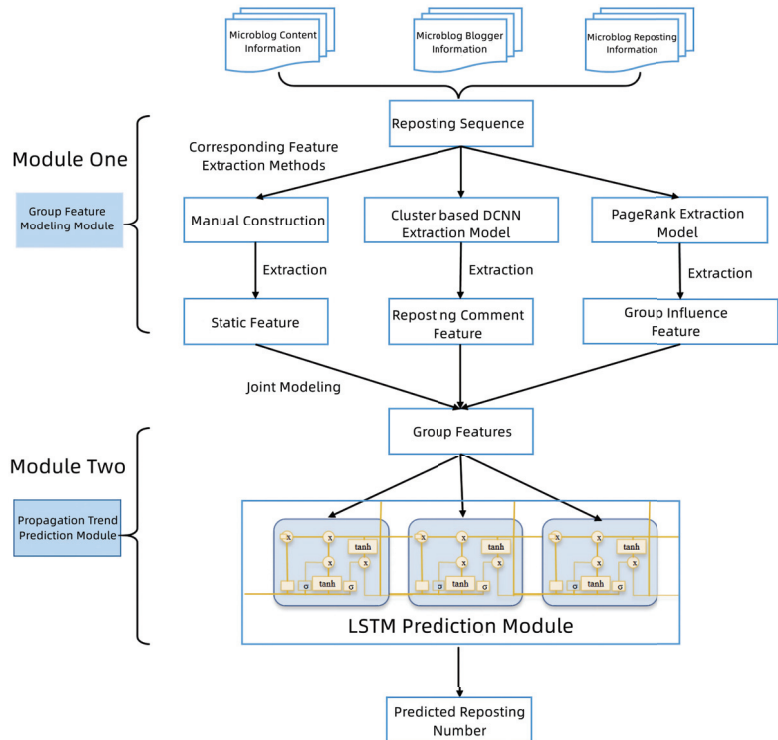 Microblog Content
Information
Microblog Blogger
Information
Microblog Reposting
Information
Reposting Sequence
Module One
Group Feature
Modeling Module
Corresponding Feature
Extraction Methods
Manual Construction
Cluster based DCNN
Extraction Model
PageRank Extraction
Model
Extraction
Extraction
Extraction
Static Feature
Reposting Comment
Feature
Group Influence
Feature
Joint Modeling
Group Features
Module Two
Propagation Trend
Prediction Module
x x
tanh
x x
σ tanh σ
x x
tanh
x x
σ tanh σ
x x
tanh
x x
σ tanh σ
LSTM Prediction Module
Predicted Reposting
Number